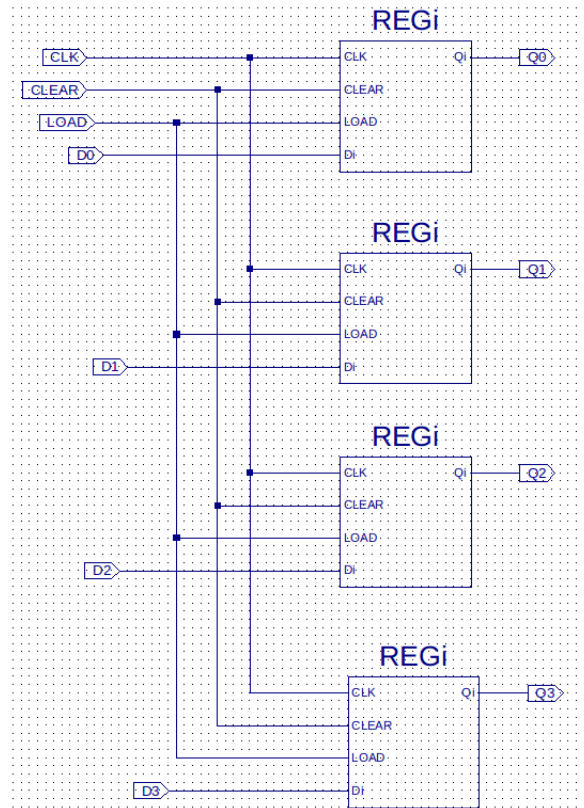 REGi
CLK CLK Qi Q0
CLEAR CLEAR
LOAD LOAD
D0 Di
REGi
CLK Qi Q1
CLEAR
LOAD
D1 Di
REGi
CLK Qi Q2
CLEAR
LOAD
D2 Di
REGi
CLK Qi Q3
CLEAR
LOAD
D3 Di